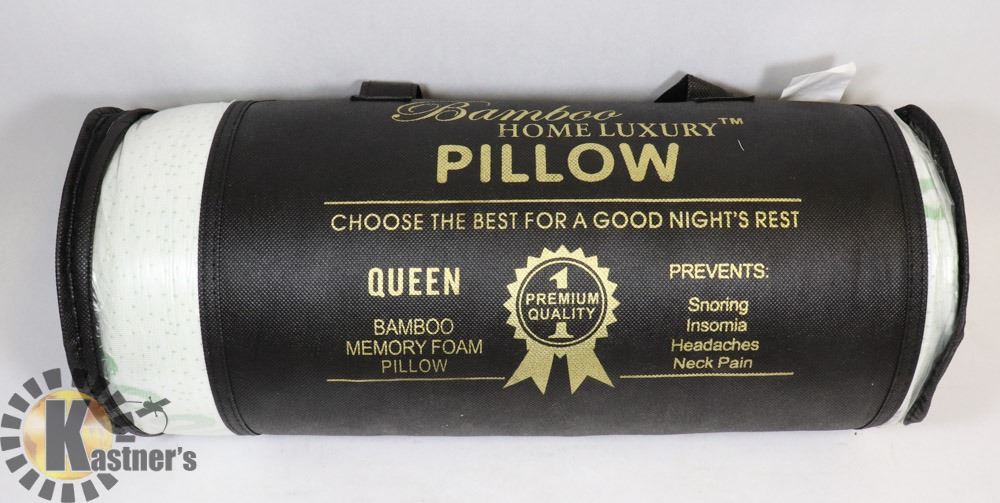 Bamboo
HOME LUXURY™
PILLOW
CHOOSE THE BEST FOR A GOOD NIGHT'S REST
QUEEN
BAMBOO
MEMORY FOAM
PILLOW
1
PREMIUM
QUALITY
PREVENTS:
Snoring
Insomia
Headaches
Neck Pain
Kastner's